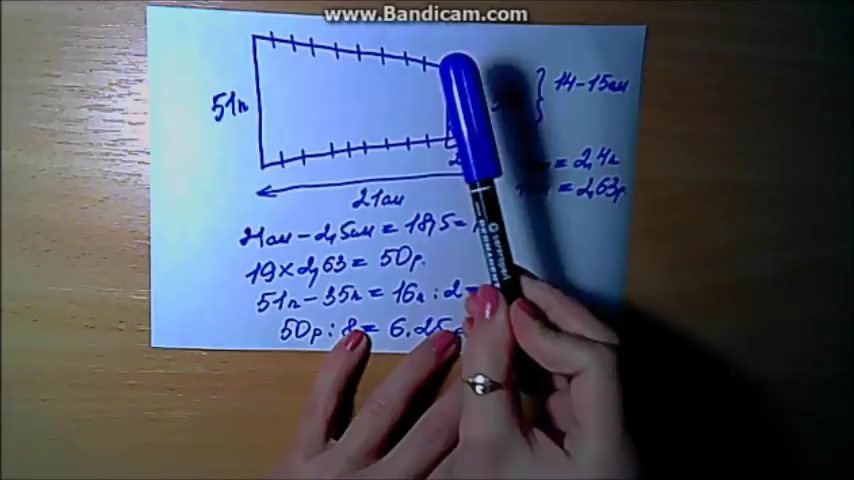 www.Bandicam.com
51п
14-15см
= 2,4п
= 2,63р.
21см
21см - 2,5см = 18,5 =
19 × 2,63 = 50р.
51п - 35п = 16п : 2 =
50р : 8 = 6.25
PERMANENT